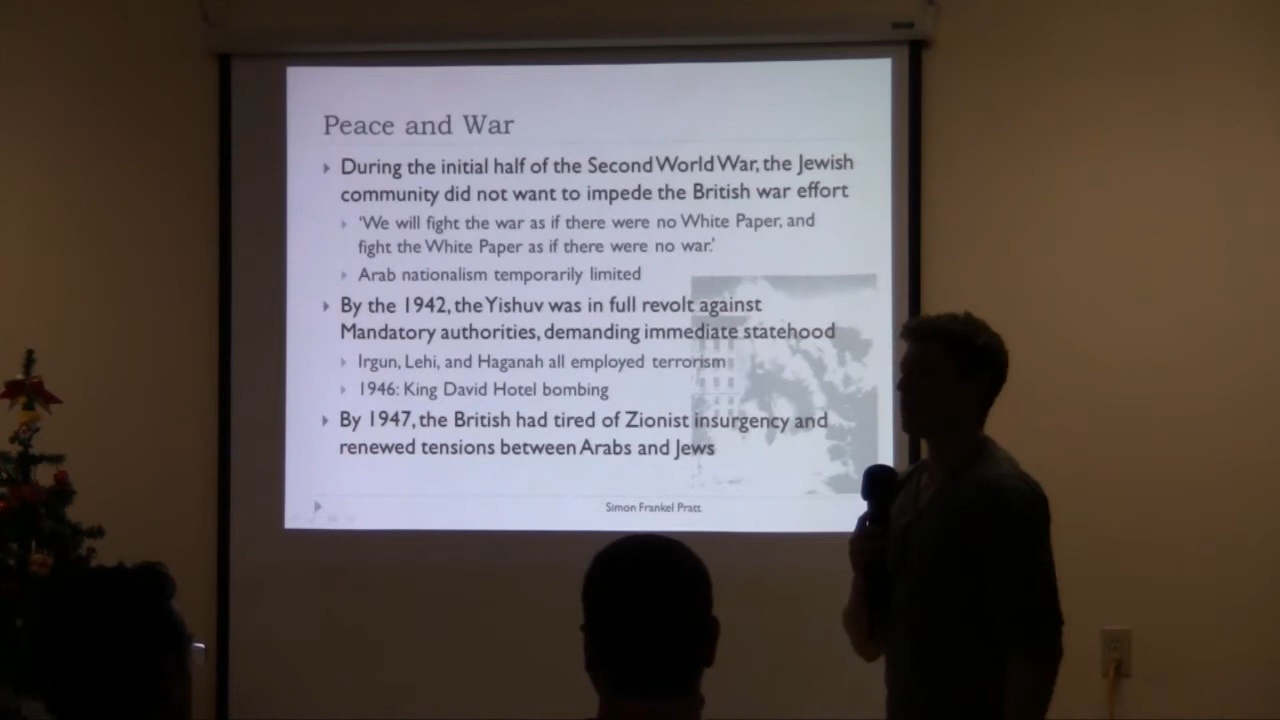 Peace and War
During the initial half of the Second World War, the Jewish
community did not want to impede the British war effort
‘We will fight the war as if there were no White Paper, and
fight the White Paper as if there were no war.’
Arab nationalism temporarily limited
By the 1942, the Yishuv was in full revolt against
Mandatory authorities, demanding immediate statehood
Irgun, Lehi, and Haganah all employed terrorism
1946: King David Hotel bombing
By 1947, the British had tired of Zionist insurgency and
renewed tensions between Arabs and Jews
Simon Frankel Pratt